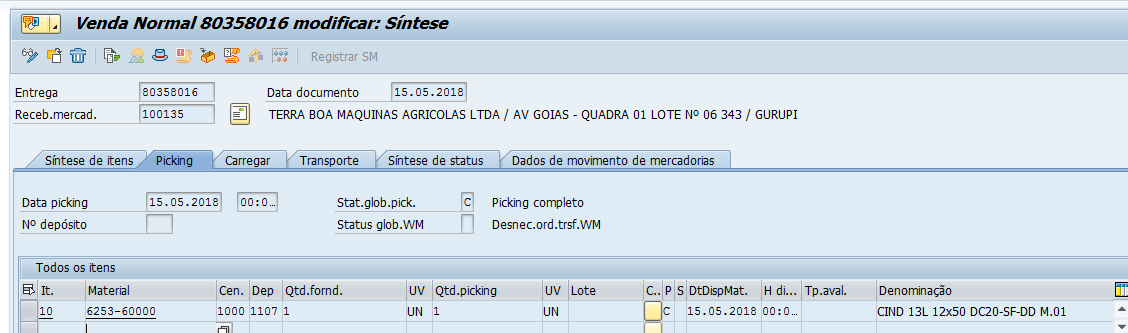 Venda Normal 80358016 modificar: Síntese
Registrar SM
Entrega 80358016 Data documento 15.05.2018
Receb.mercad. 100135 TERRA BOA MAQUINAS AGRICOLAS LTDA / AV GOIAS - QUADRA 01 LOTE Nº 06 343 / GURUPI
Síntese de itens Picking Carregar Transporte Síntese de status Dados de movimento de mercadorias
Data picking 15.05.2018 00:0… Stat.glob.pick. C Picking completo
Nº depósito Status glob.WM Desnec.ord.trsf.WM
Todos os itens
It. Material Cen. Dep Qtd.fornd. UV Qtd.picking UV Lote C.. P S DtDispMat. H di... Tp.aval. Denominação
10 6253-60000 1000 1107 1 UN 1 UN C 15.05.2018 00:0… CIND 13L 12x50 DC20-SF-DD M.01